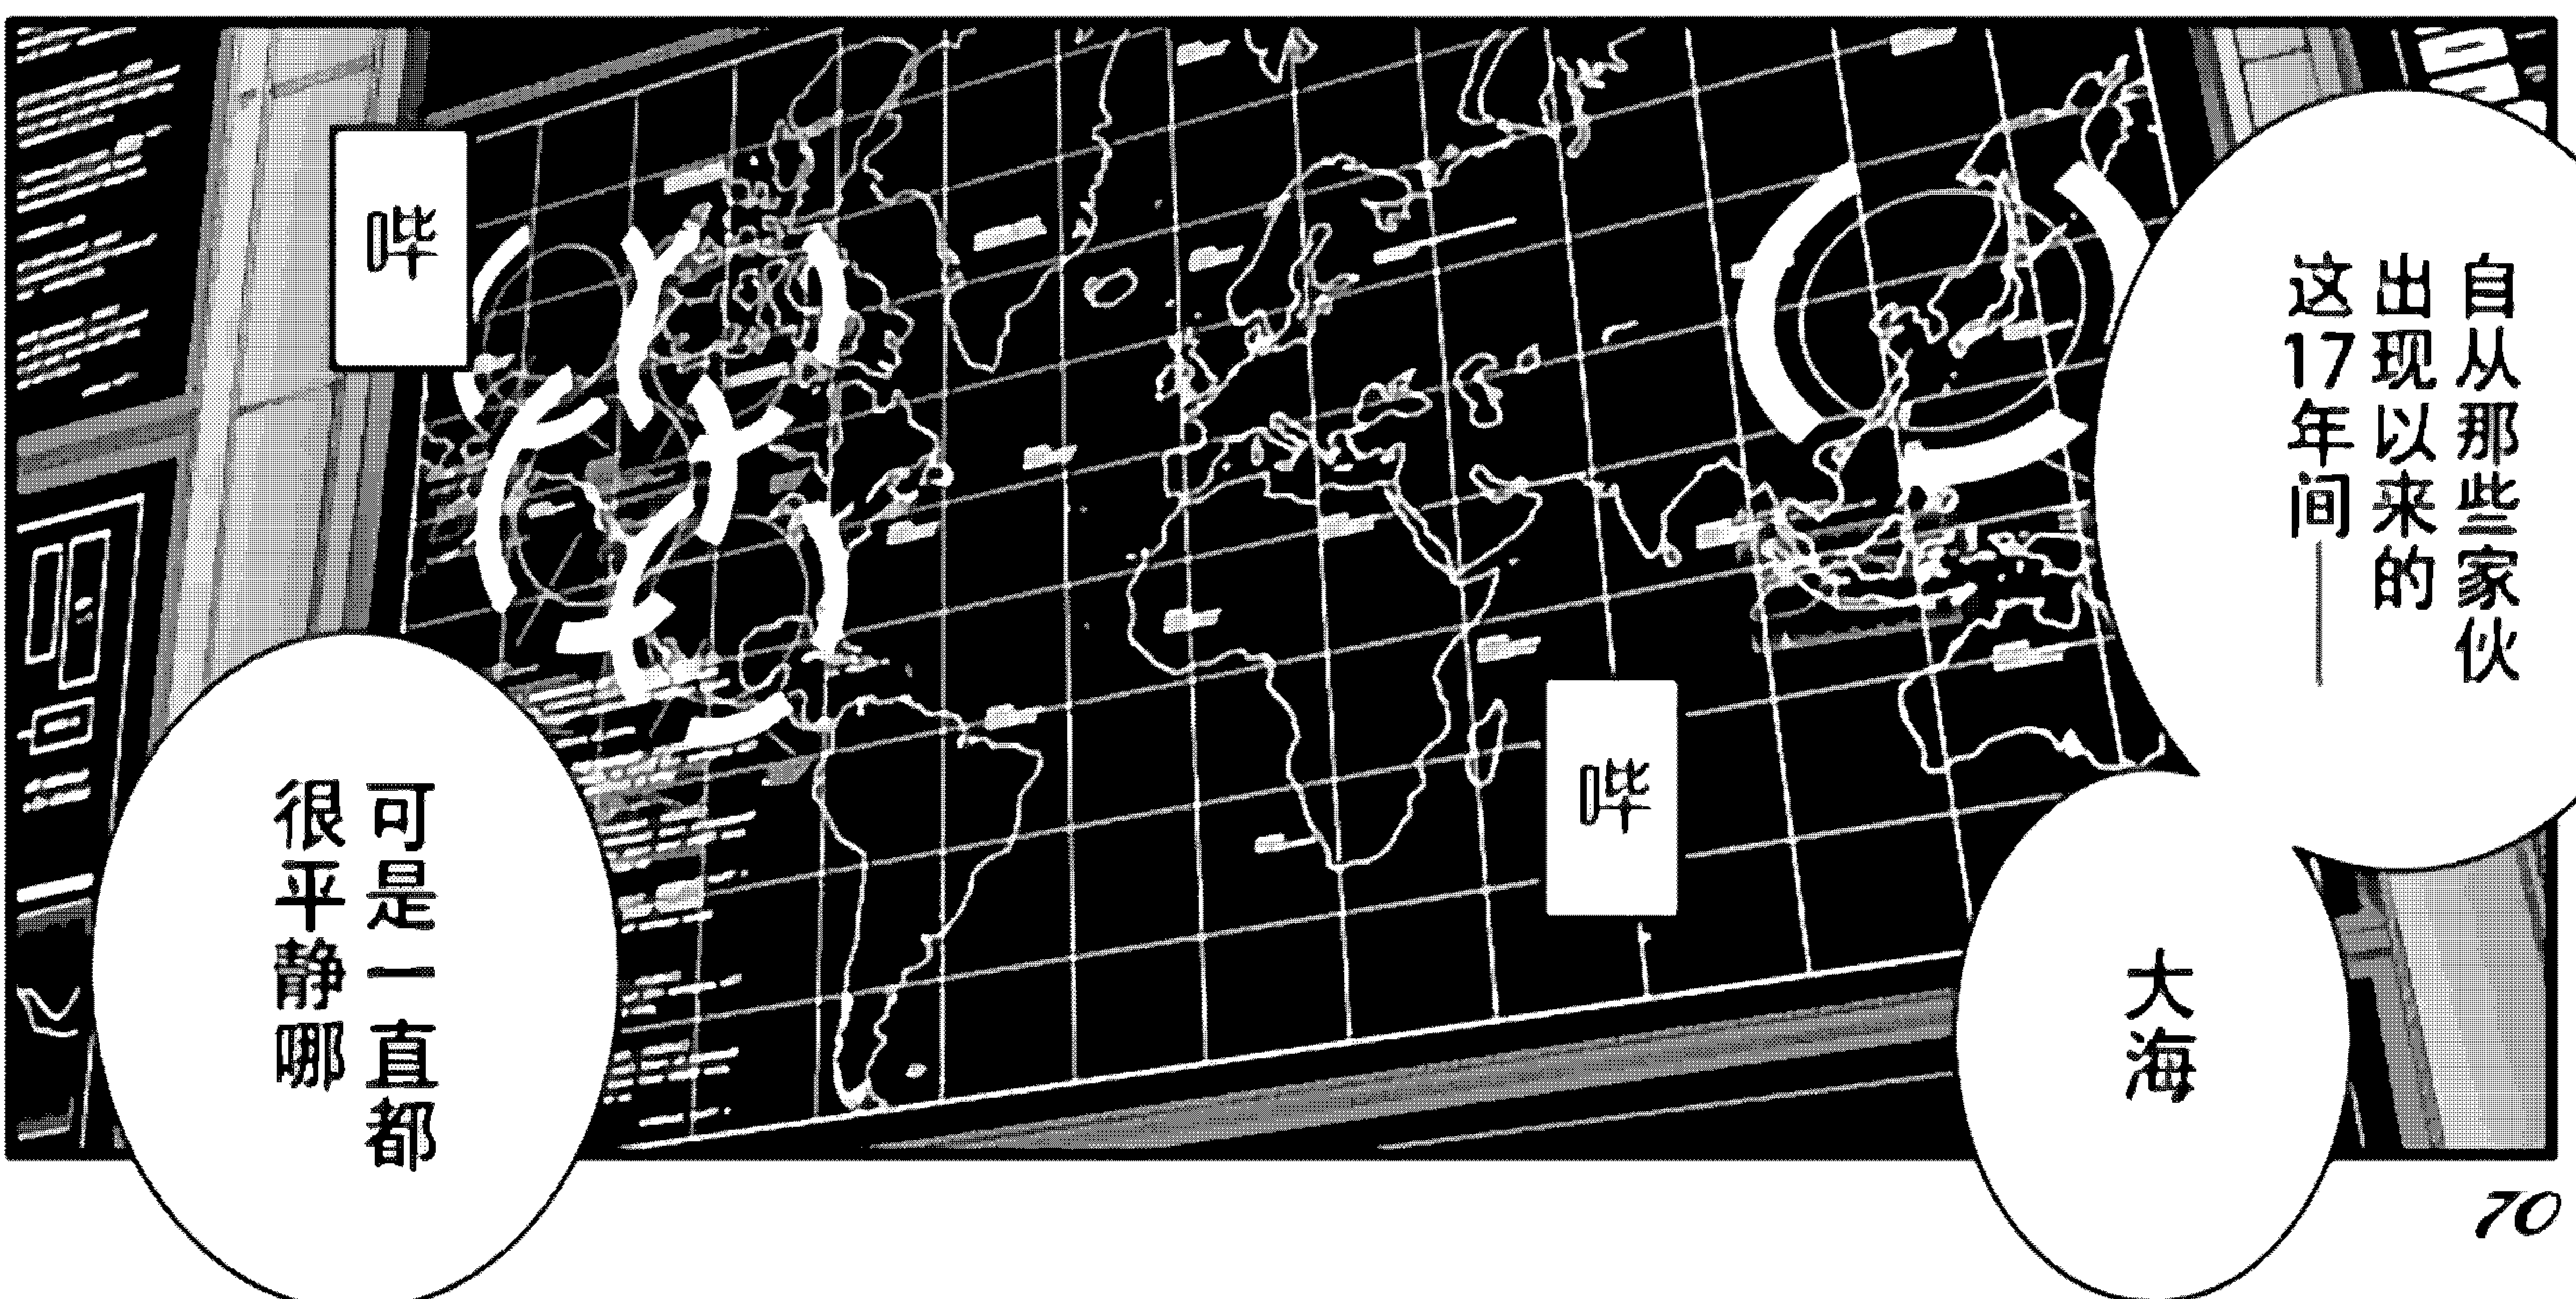 自从那些家伙
出现以来的
这17年间——
大海
哔
哔
可是一直都
很平静哪
70